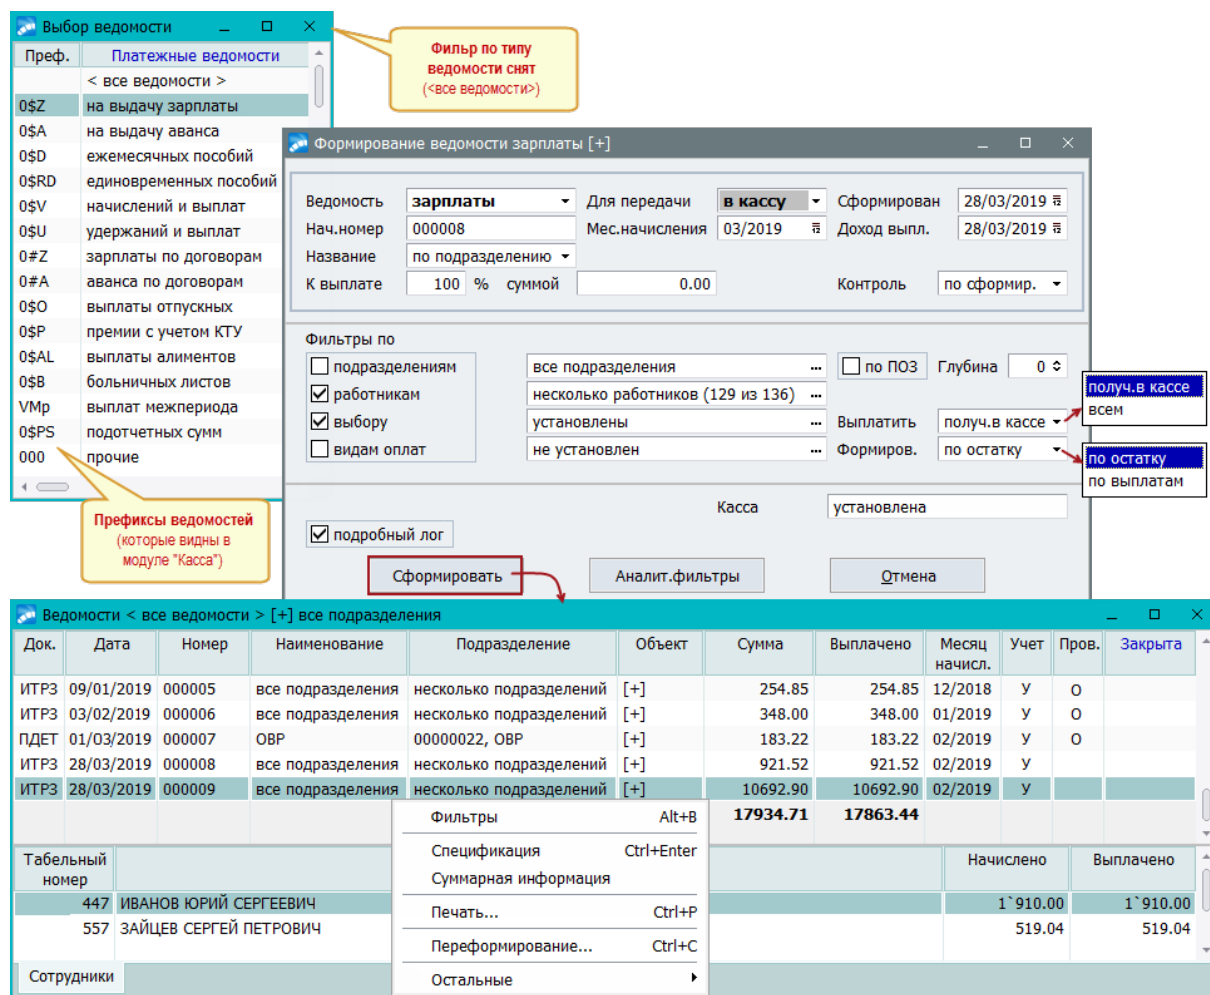 Выбор ведомости
Преф. Платежные ведомости
< все ведомости >
0$Z на выдачу зарплаты
0$A на выдачу аванса
0$D ежемесячных пособий
0$RD единовременных пособий
0$V начислений и выплат
0$U удержаний и выплат
0#Z зарплаты по договорам
0#A аванса по договорам
0$O выплаты отпускных
0$P премии с учетом КТУ
0$AL выплаты алиментов
0$B больничных листов
VMp выплат межпериода
0$PS подотчетных сумм
000 прочие
Фильр по типу
ведомости снят
(<все ведомости>)
Префиксы ведомостей
(которые видны в
модуле "Касса")
Формирование ведомости зарплаты [+]
Ведомость зарплаты Для передачи в кассу Сформирован 28/03/2019
Нач.номер 000008 Мес.начисления 03/2019 Доход выпл. 28/03/2019
Название по подразделению
К выплате 100 % суммой 0.00 Контроль по сформир.
Фильтры по
подразделениям все подразделения ... по ПОЗ Глубина 0
работникам несколько работников (129 из 136) ...
выбору установлены ... Выплатить получ.в кассе
видам оплат не установлен ... Формиров. по остатку
получ.в кассе
всем
по остатку
по выплатам
Касса установлена
подробный лог
Сформировать Аналит.фильтры Отмена
Ведомости < все ведомости > [+] все подразделения
Док. Дата Номер Наименование Подразделение Объект Сумма Выплачено Месяц Учет Пров. Закрыта
начисл.
ИТРЗ 09/01/2019 000005 все подразделения несколько подразделений [+] 254.85 254.85 12/2018 У О
ИТРЗ 03/02/2019 000006 все подразделения несколько подразделений [+] 348.00 348.00 01/2019 У О
ПДЕТ 01/03/2019 000007 ОВР 00000022, ОВР [+] 183.22 183.22 02/2019 У О
ИТРЗ 28/03/2019 000008 все подразделения несколько подразделений [+] 921.52 921.52 02/2019 У
ИТРЗ 28/03/2019 000009 все подразделения несколько подразделений [+] 10692.90 10692.90 02/2019 У
17934.71 17863.44
Фильтры Alt+B
Спецификация Ctrl+Enter
Суммарная информация
Печать... Ctrl+P
Переформирование... Ctrl+C
Остальные
Табельный Начислено Выплачено
номер
447 ИВАНОВ ЮРИЙ СЕРГЕЕВИЧ 1`910.00 1`910.00
557 ЗАЙЦЕВ СЕРГЕЙ ПЕТРОВИЧ 519.04 519.04
Сотрудники